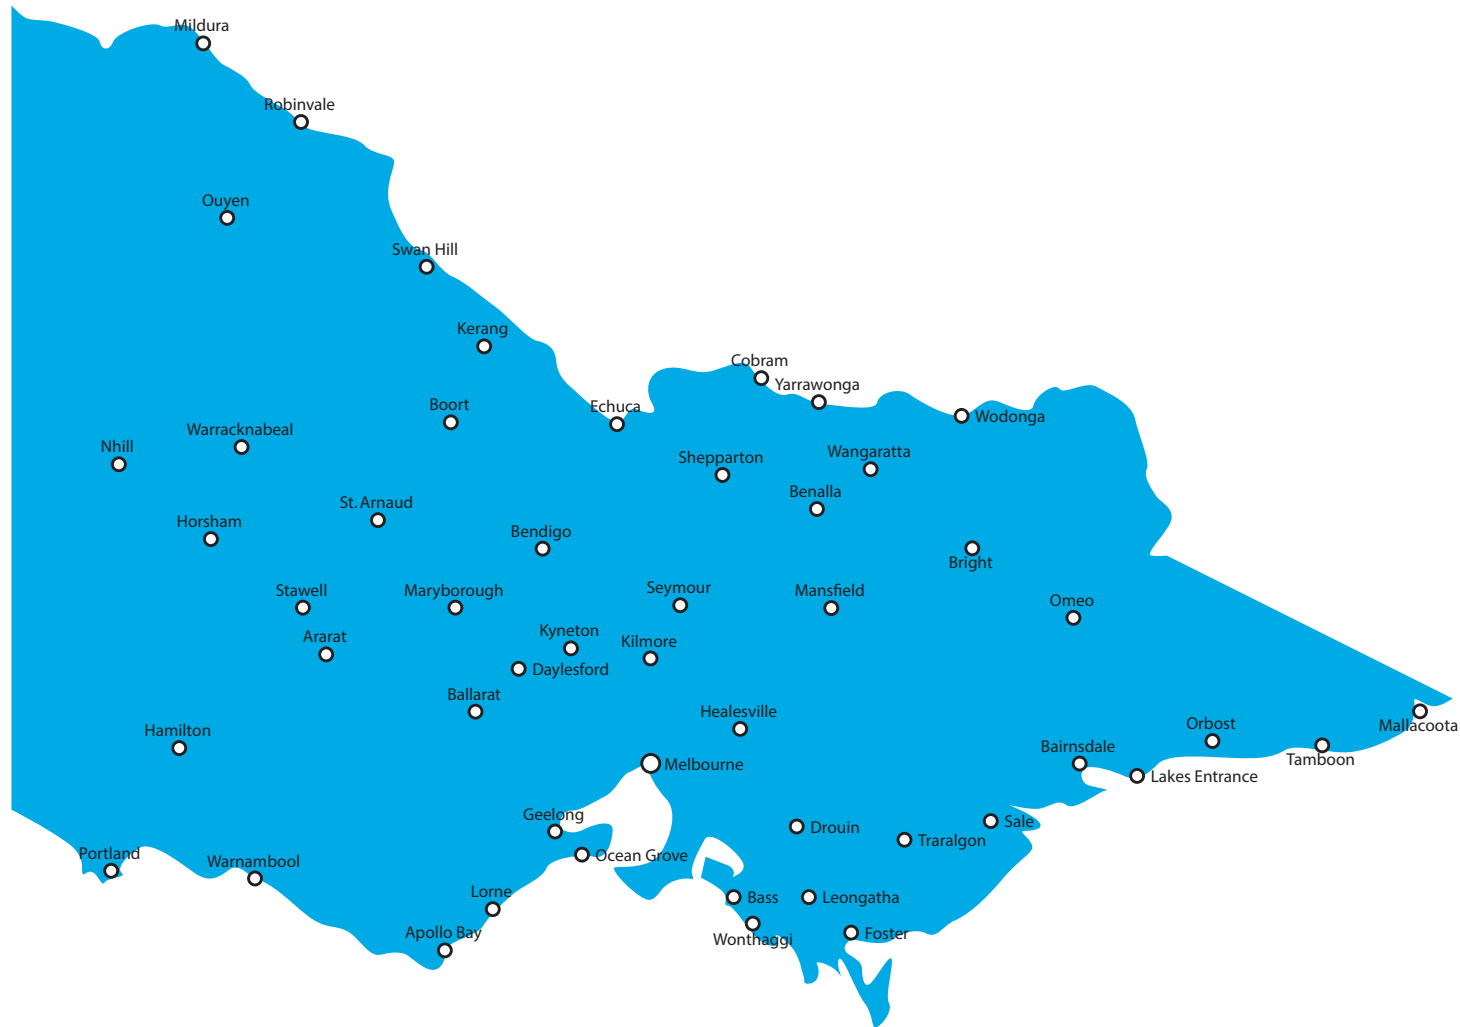 Mildura
Robinvale
Ouyen
Swan Hill
Kerang
Cobram
Yarrawonga
Boort
Echuca
Wodonga
Warracknabeal
Nhill
Shepparton
Wangaratta
Benalla
St. Arnaud
Horsham
Bendigo
Bright
Stawell
Maryborough
Seymour
Mansfield
Omeo
Ararat
Kyneton
Kilmore
Daylesford
Ballarat
Healesville
Hamilton
Orbost
Mallacoota
Bairnsdale
Tamboon
Melbourne
Lakes Entrance
Geelong
Drouin
Sale
Traralgon
Portland
Warnambool
Ocean Grove
Lorne
Bass
Leongatha
Apollo Bay
Wonthaggi
Foster